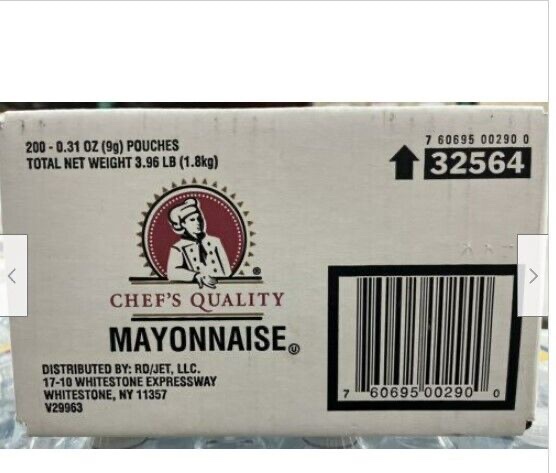 200 - 0.31 OZ (9g) POUCHES
TOTAL NET WEIGHT 3.96 LB (1.8kg)
7 60695 00290 0
32564
CHEF'S QUALITY
MAYONNAISE
DISTRIBUTED BY: RD/JET, LLC.
17-10 WHITESTONE EXPRESSWAY
WHITESTONE, NY 11357
V29963
7 60695 00290 0